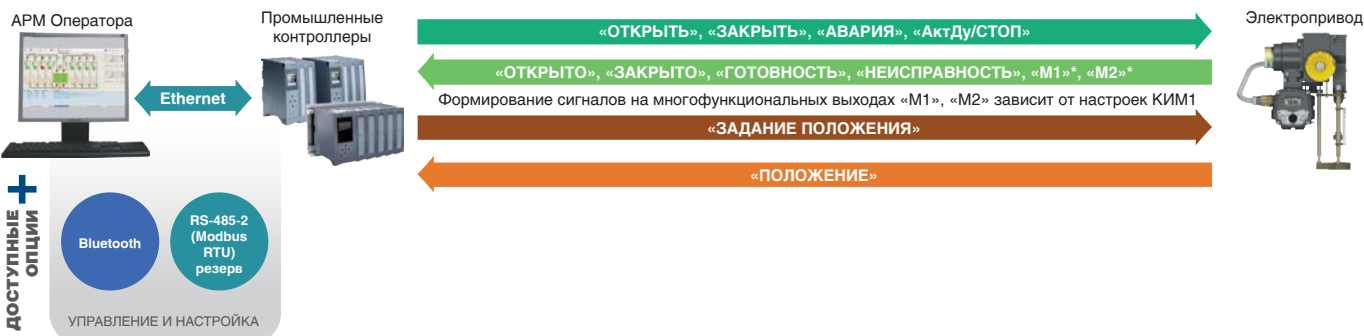 АРМ Оператора
Промышленные
контроллеры
Электропривод
Ethernet
«ОТКРЫТЬ», «ЗАКРЫТЬ», «АВАРИЯ», «АктДу/СТОП»
«ОТКРЫТО», «ЗАКРЫТО», «ГОТОВНОСТЬ», «НЕИСПРАВНОСТЬ», «М1»*, «М2»*
Формирование сигналов на многофункциональных выходах «М1», «М2» зависит от настроек КИМ1
«ЗАДАНИЕ ПОЛОЖЕНИЯ»
«ПОЛОЖЕНИЕ»
+
ДОСТУПНЫЕ
ОПЦИИ
Bluetooth
RS-485-2
(Modbus
RTU)
резерв
УПРАВЛЕНИЕ И НАСТРОЙКА